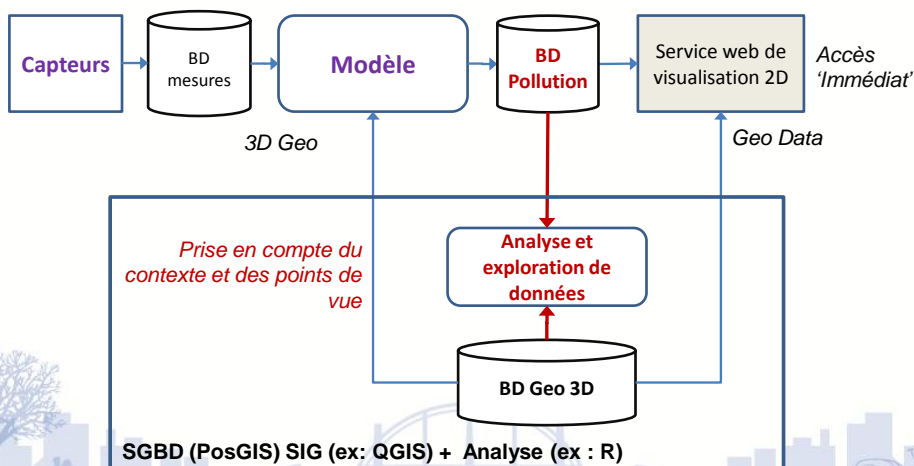 Capteurs
BD
mesures
Modèle
BD
Pollution
Service web de
visualisation 2D
Accès
‘Immédiat’
3D Geo
Geo Data
Prise en compte du
contexte et des points de
vue
Analyse et
exploration de
données
BD Geo 3D
SGBD (PosGIS) SIG (ex: QGIS) + Analyse (ex : R)